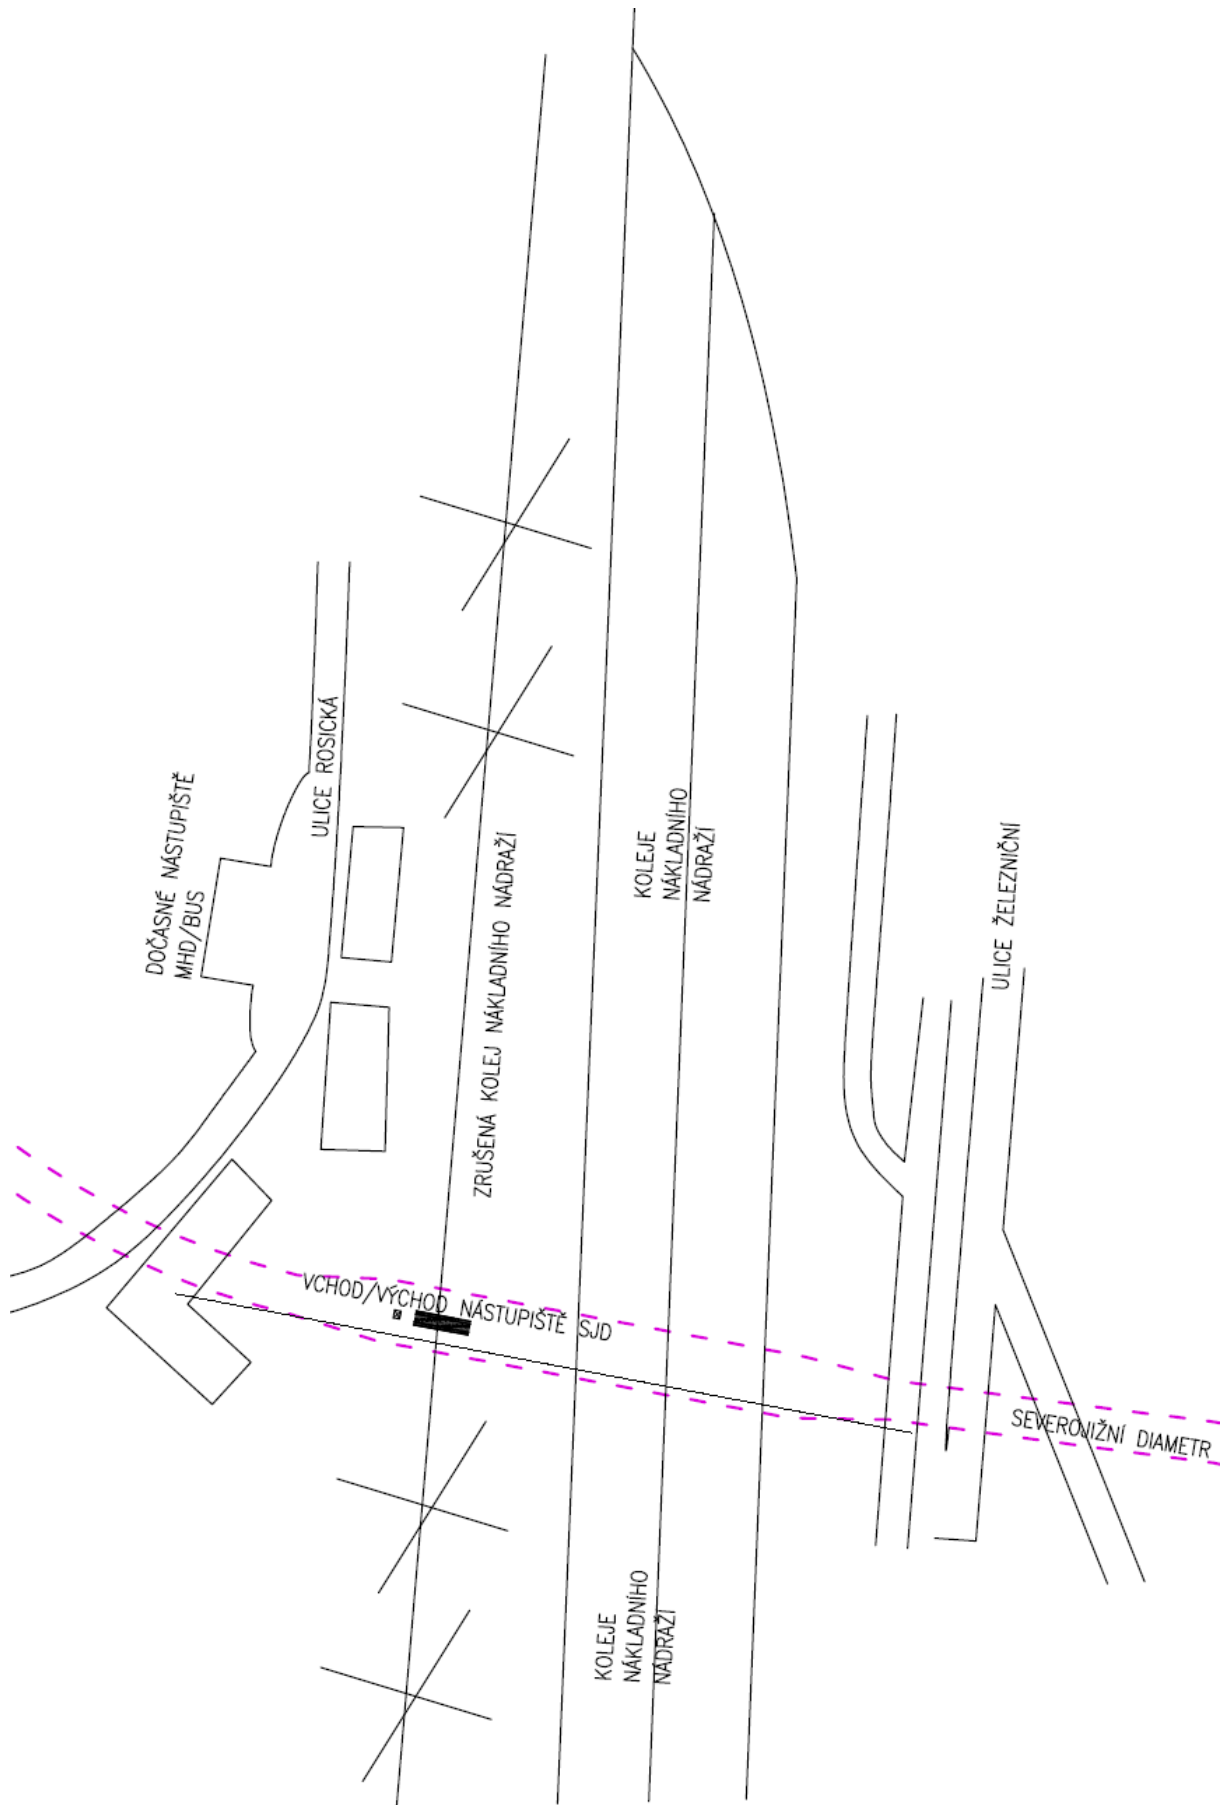 ULICE ROSICKÁ
DOČASNÉ NÁSTUPIŠTĚ
MHD/BUS
ZRUŠENÁ KOLEJ NÁKLADNÍHO NÁDRAŽÍ
KOLEJE
NÁKLADNÍHO
NÁDRAŽÍ
ULICE ŽELEZNIČNÍ
VCHOD/VÝCHOD NÁSTUPIŠTĚ SJD
SEVEROJIŽNÍ DIAMETR
KOLEJE
NÁKLADNÍHO
NÁDRAŽÍ